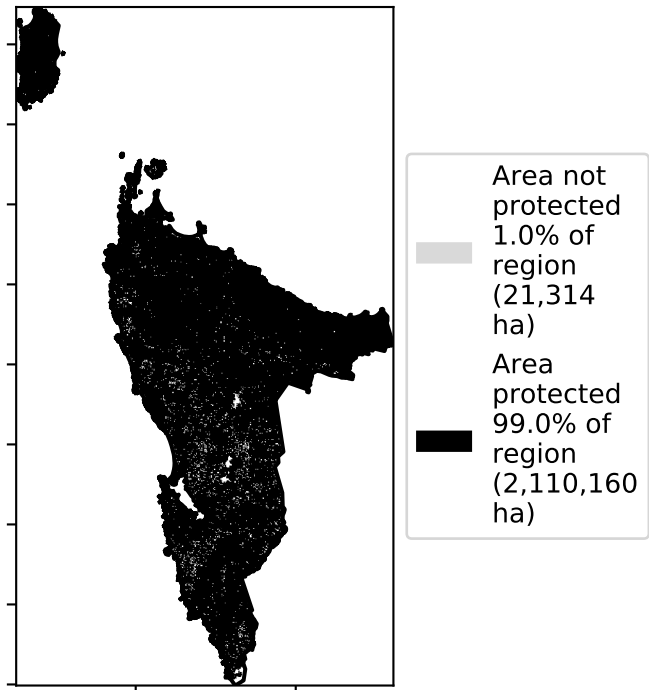 Area not
protected
1.0% of
region
(21,314
ha)
Area
protected
99.0% of
region
(2,110,160
ha)